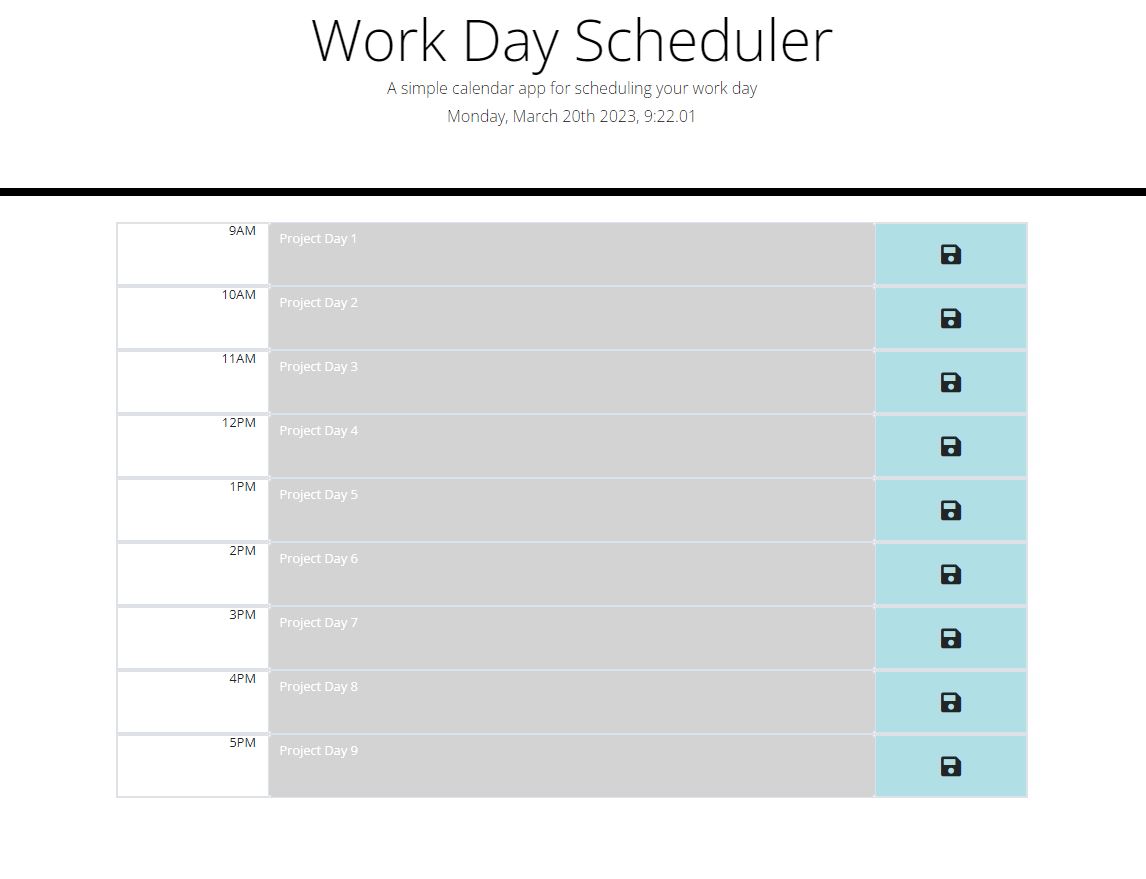 Work Day Scheduler
A simple calendar app for scheduling your work day
Monday, March 20th 2023, 9:22.01
9AM Project Day 1
10AM Project Day 2
11AM Project Day 3
12PM Project Day 4
1PM Project Day 5
2PM Project Day 6
3PM Project Day 7
4PM Project Day 8
5PM Project Day 9